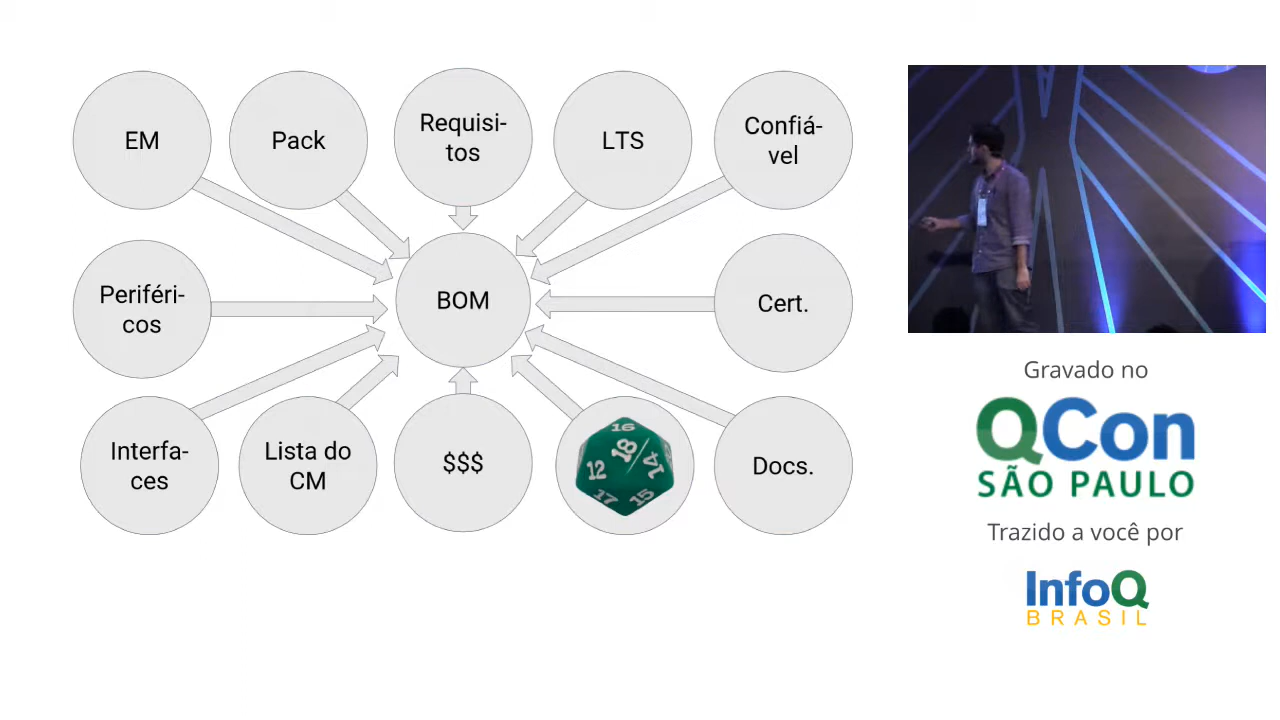 EM
Pack
Requisi-
tos
LTS
Confiá-
vel
Periféri-
cos
BOM
Cert.
Interfa-
ces
Lista do
CM
$$$
16
18
12
14
17
15
Docs.
Gravado no
QCon
SÃO PAULO
Trazido a você por
InfoQ
BRASIL